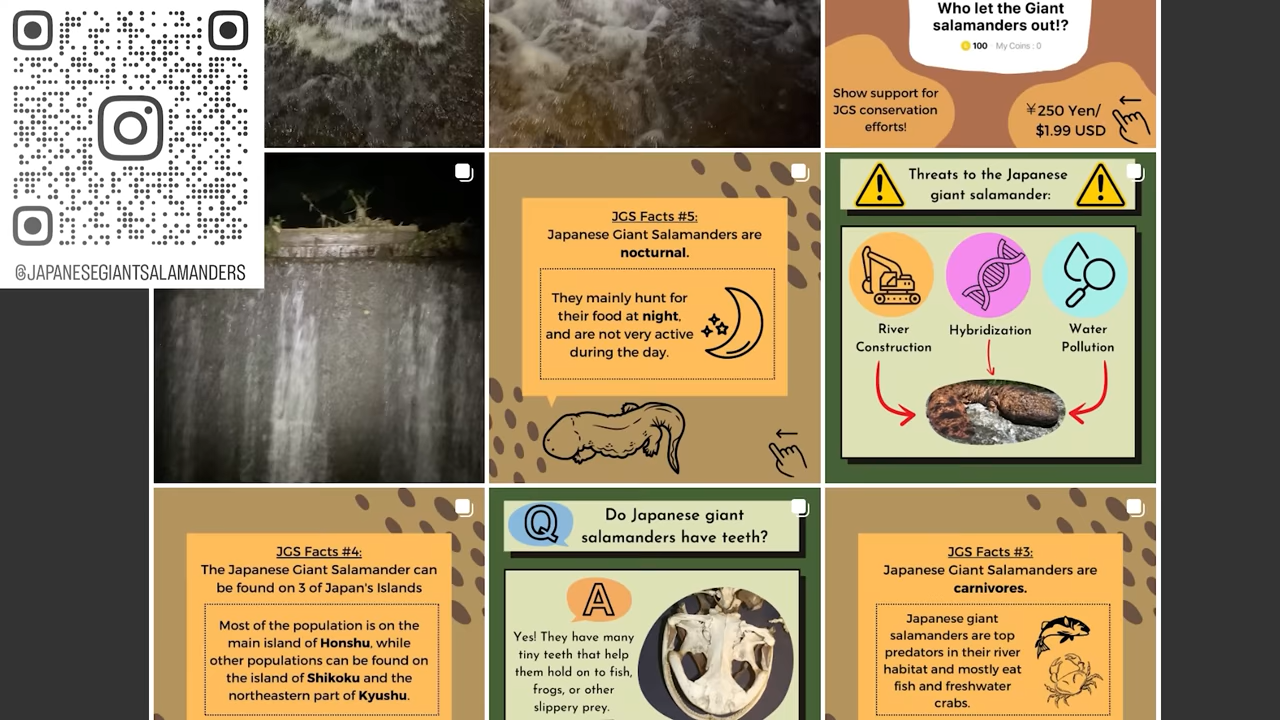 Who let the Giant
salamanders out!?
100 My Coins : 0
Show support for
JGS conservation
efforts!
¥250 Yen/
$1.99 USD
@JAPANESEGIANTSALAMANDERS
JGS Facts #5:
Japanese Giant Salamanders are
nocturnal.
They mainly hunt for
their food at night,
and are not very active
during the day.
Threats to the Japanese
giant salamander:
River
Construction
Hybridization
Water
Pollution
JGS Facts #4:
The Japanese Giant Salamander can
be found on 3 of Japan's Islands
Most of the population is on the
main island of Honshu, while
other populations can be found on
the island of Shikoku and the
northeastern part of Kyushu.
Q
Do Japanese giant
salamanders have teeth?
A
Yes! They have many
tiny teeth that help
them hold on to fish,
frogs, or other
slippery prey.
JGS Facts #3:
Japanese Giant Salamanders are
carnivores.
Japanese giant
salamanders are top
predators in their river
habitat and mostly eat
fish and freshwater
crabs.